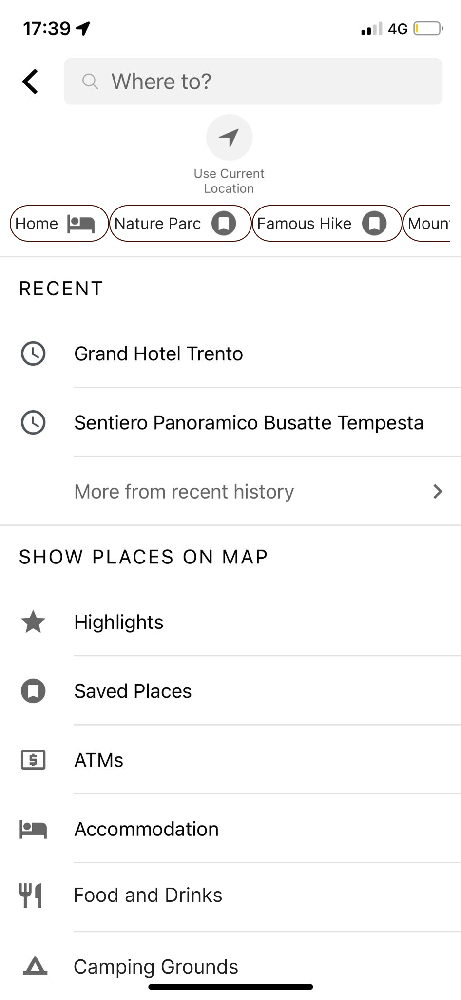 17:39
4G
Where to?
Use Current
Location
Home
Nature Parc
Famous Hike
Moun
RECENT
Grand Hotel Trento
Sentiero Panoramico Busatte Tempesta
More from recent history
SHOW PLACES ON MAP
Highlights
Saved Places
$ ATMs
Accommodation
Food and Drinks
Camping Grounds